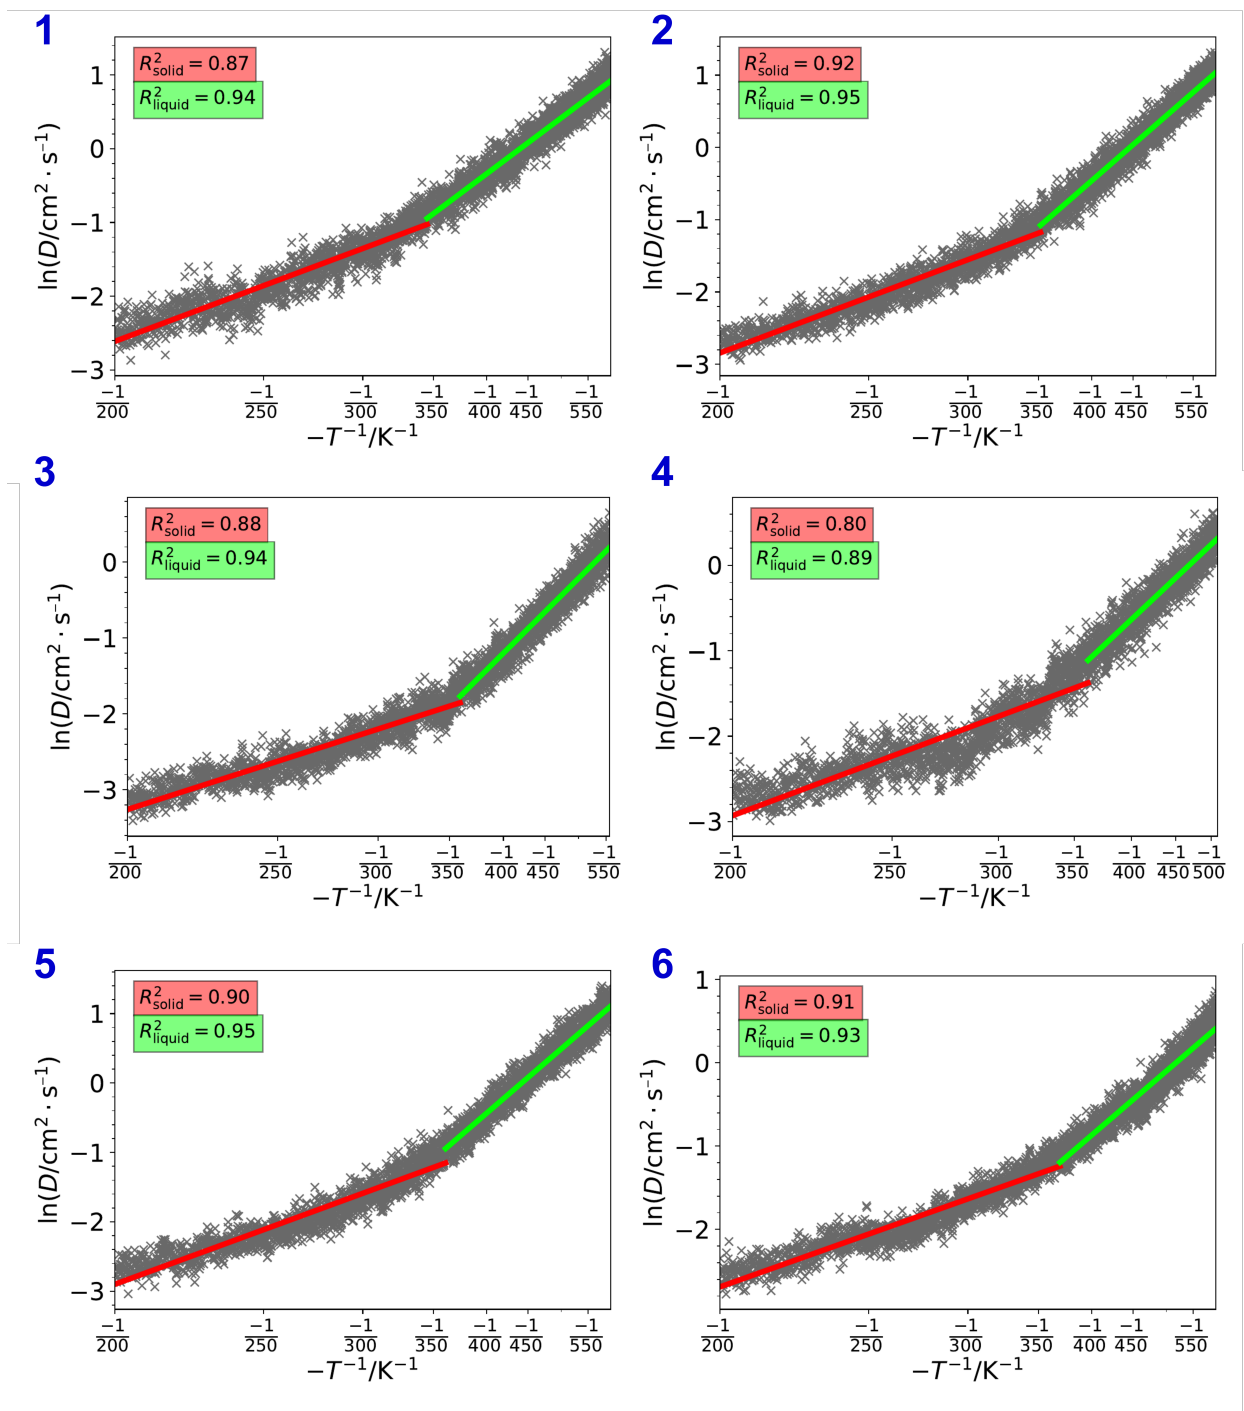 1
R²solid = 0.87
R²liquid = 0.94
ln(D/cm² · s⁻¹)
1
0
−1
−2
−3
−1/200 −1/250 −1/300 −1/350 −1/400 −1/450 −1/550
−T⁻¹/K⁻¹
2
R²solid = 0.92
R²liquid = 0.95
ln(D/cm² · s⁻¹)
1
0
−1
−2
−3
−1/200 −1/250 −1/300 −1/350 −1/400 −1/450 −1/550
−T⁻¹/K⁻¹
3
R²solid = 0.88
R²liquid = 0.94
ln(D/cm² · s⁻¹)
0
−1
−2
−3
−1/200 −1/250 −1/300 −1/350 −1/400 −1/450 −1/550
−T⁻¹/K⁻¹
4
R²solid = 0.80
R²liquid = 0.89
ln(D/cm² · s⁻¹)
0
−1
−2
−3
−1/200 −1/250 −1/300 −1/350 −1/400 −1/450 −1/500
−T⁻¹/K⁻¹
5
R²solid = 0.90
R²liquid = 0.95
ln(D/cm² · s⁻¹)
1
0
−1
−2
−3
−1/200 −1/250 −1/300 −1/350 −1/400 −1/450 −1/550
−T⁻¹/K⁻¹
6
R²solid = 0.91
R²liquid = 0.93
ln(D/cm² · s⁻¹)
1
0
−1
−2
−1/200 −1/250 −1/300 −1/350 −1/400 −1/450 −1/550
−T⁻¹/K⁻¹